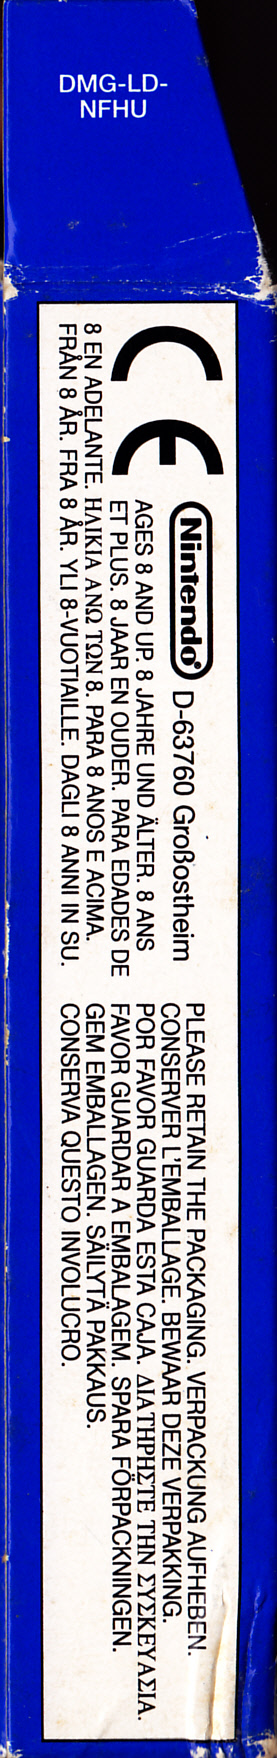 DMG-LD-
NFHU
CE
Nintendo® D-63760 Großostheim
AGES 8 AND UP. 8 JAHRE UND ÄLTER. 8 ANS
ET PLUS. 8 JAAR EN OUDER. PARA EDADES DE
8 EN ADELANTE. ΗΛΙΚΙΑ ΑΝΩ ΤΩΝ 8. PARA 8 ANOS E ACIMA.
FRÅN 8 ÅR. FRA 8 ÅR. YLI 8-VUOTIAILLE. DAGLI 8 ANNI IN SU.
PLEASE RETAIN THE PACKAGING. VERPACKUNG AUFHEBEN.
CONSERVER L'EMBALLAGE. BEWAAR DEZE VERPAKKING.
POR FAVOR GUARDA ESTA CAJA. ΔΙΑΤΗΡΗΣΤΕ ΤΗΝ ΣΥΣΚΕΥΑΣΙΑ.
FAVOR GUARDAR A EMBALAGEM. SPARA FÖRPACKNINGEN.
GEM EMBALLAGEN. SÄILYTÄ PAKKAUS.
CONSERVA QUESTO INVOLUCRO.